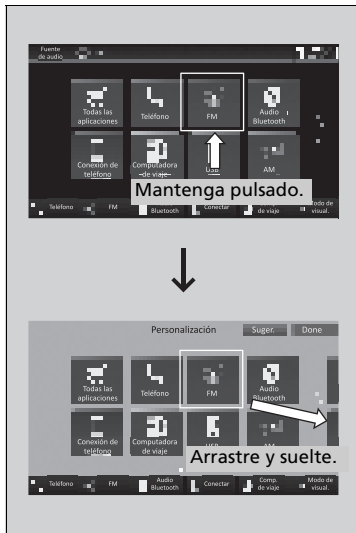 Fuente
de audio
Todas las
aplicaciones
Teléfono
FM
Audio
Bluetooth
Conexión de
teléfono
Computadora
de viaje
USB
AM
Mantenga pulsado.
Teléfono
FM
Bluetooth
Conectar
de viaje
Modo de
visual.
Personalización
Suger.
Done
Todas las
aplicaciones
Teléfono
FM
Audio
Bluetooth
Conexión de
teléfono
Computadora
de viaje
Arrastre y suelte.
Teléfono
FM
Audio
Bluetooth
Conectar
Comp.
de viaje
Modo de
visual.